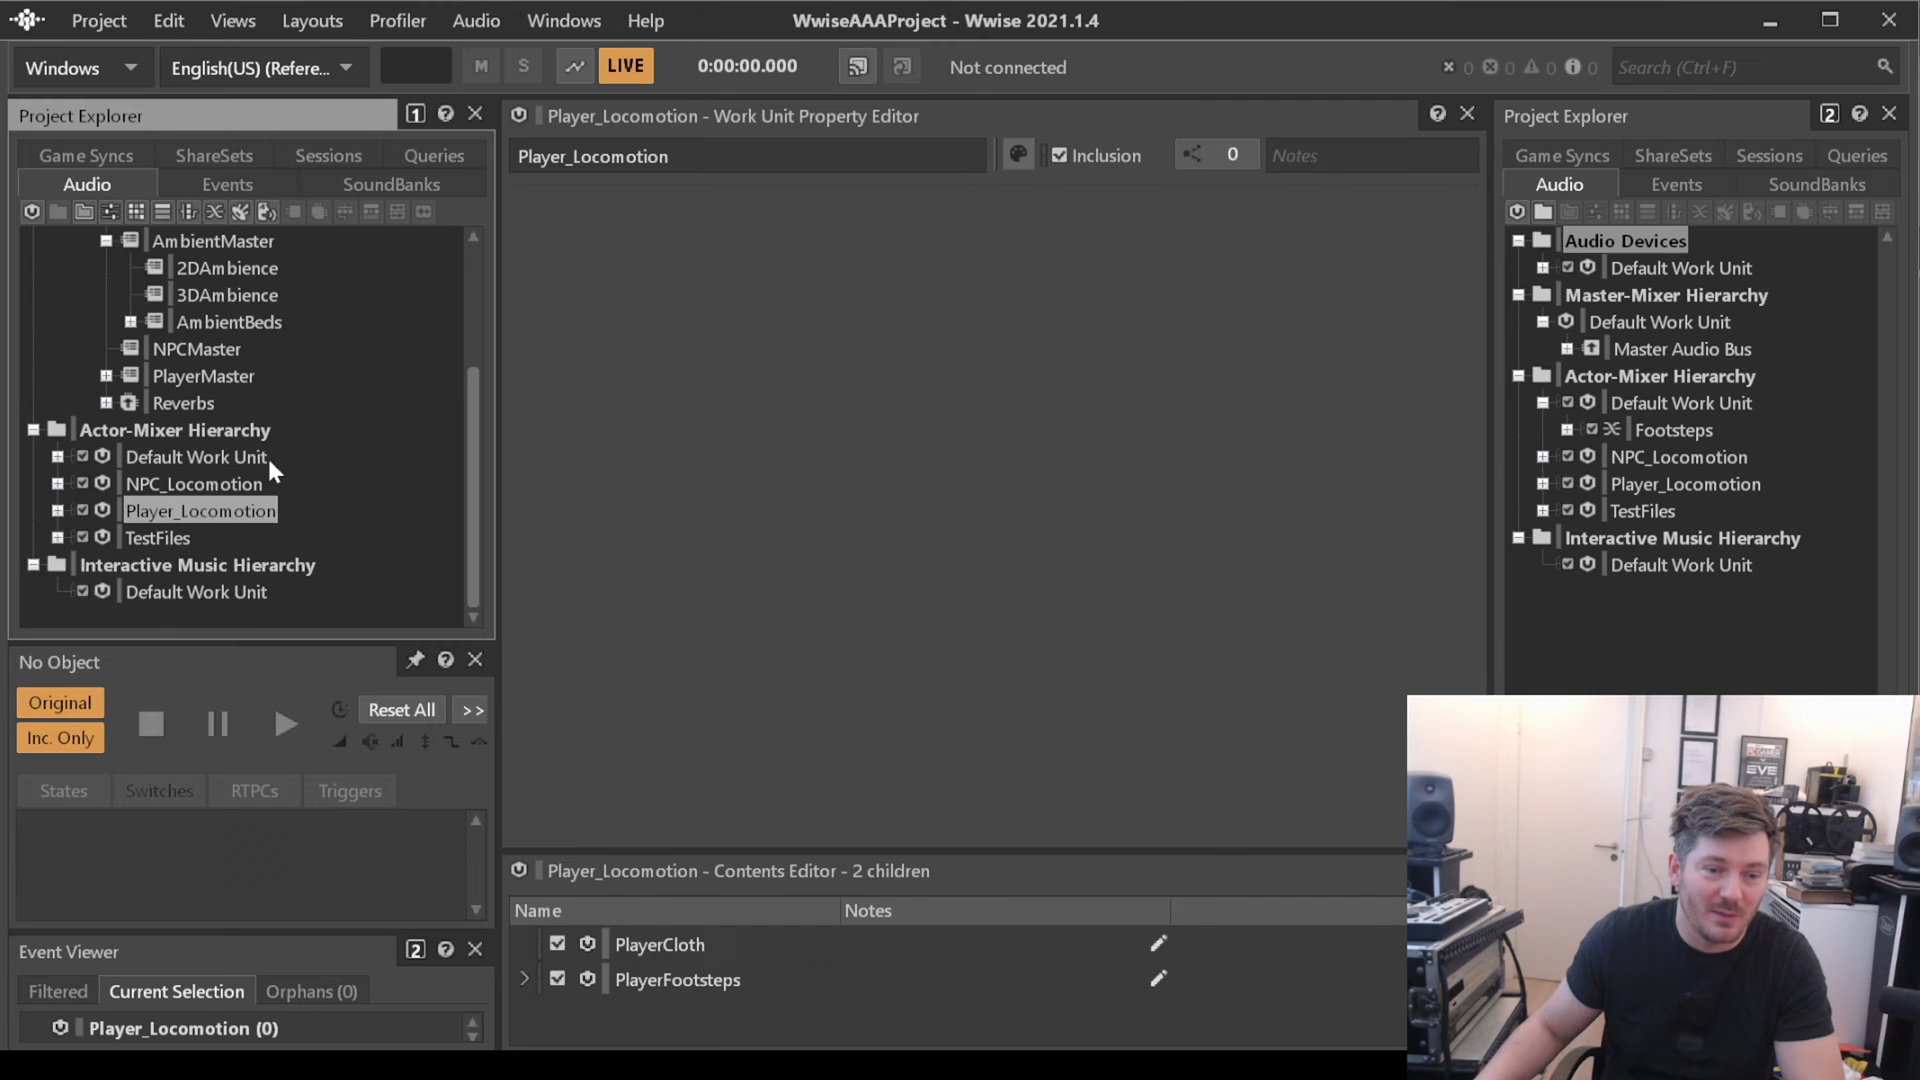 Project Edit Views Layouts Profiler Audio Windows Help WwiseAAAProject - Wwise 2021.1.4
Windows English(US) (Refere... M S LIVE 0:00:00.000 Not connected 0 0 0 0 Search (Ctrl+F)
Project Explorer 1
Game Syncs ShareSets Sessions Queries
Audio Events SoundBanks
AmbientMaster
2DAmbience
3DAmbience
AmbientBeds
NPCMaster
PlayerMaster
Reverbs
Actor-Mixer Hierarchy
Default Work Unit
NPC_Locomotion
Player_Locomotion
TestFiles
Interactive Music Hierarchy
Default Work Unit
No Object
Original
Inc. Only
Reset All >>
States Switches RTPCs Triggers
Event Viewer 2
Filtered Current Selection Orphans (0)
Player_Locomotion (0)
Player_Locomotion - Work Unit Property Editor
Player_Locomotion Inclusion 0 Notes
Player_Locomotion - Contents Editor - 2 children
Name Notes
PlayerCloth
PlayerFootsteps
Project Explorer 2
Game Syncs ShareSets Sessions Queries
Audio Events SoundBanks
Audio Devices
Default Work Unit
Master-Mixer Hierarchy
Default Work Unit
Master Audio Bus
Actor-Mixer Hierarchy
Default Work Unit
Footsteps
NPC_Locomotion
Player_Locomotion
TestFiles
Interactive Music Hierarchy
Default Work Unit
EVE